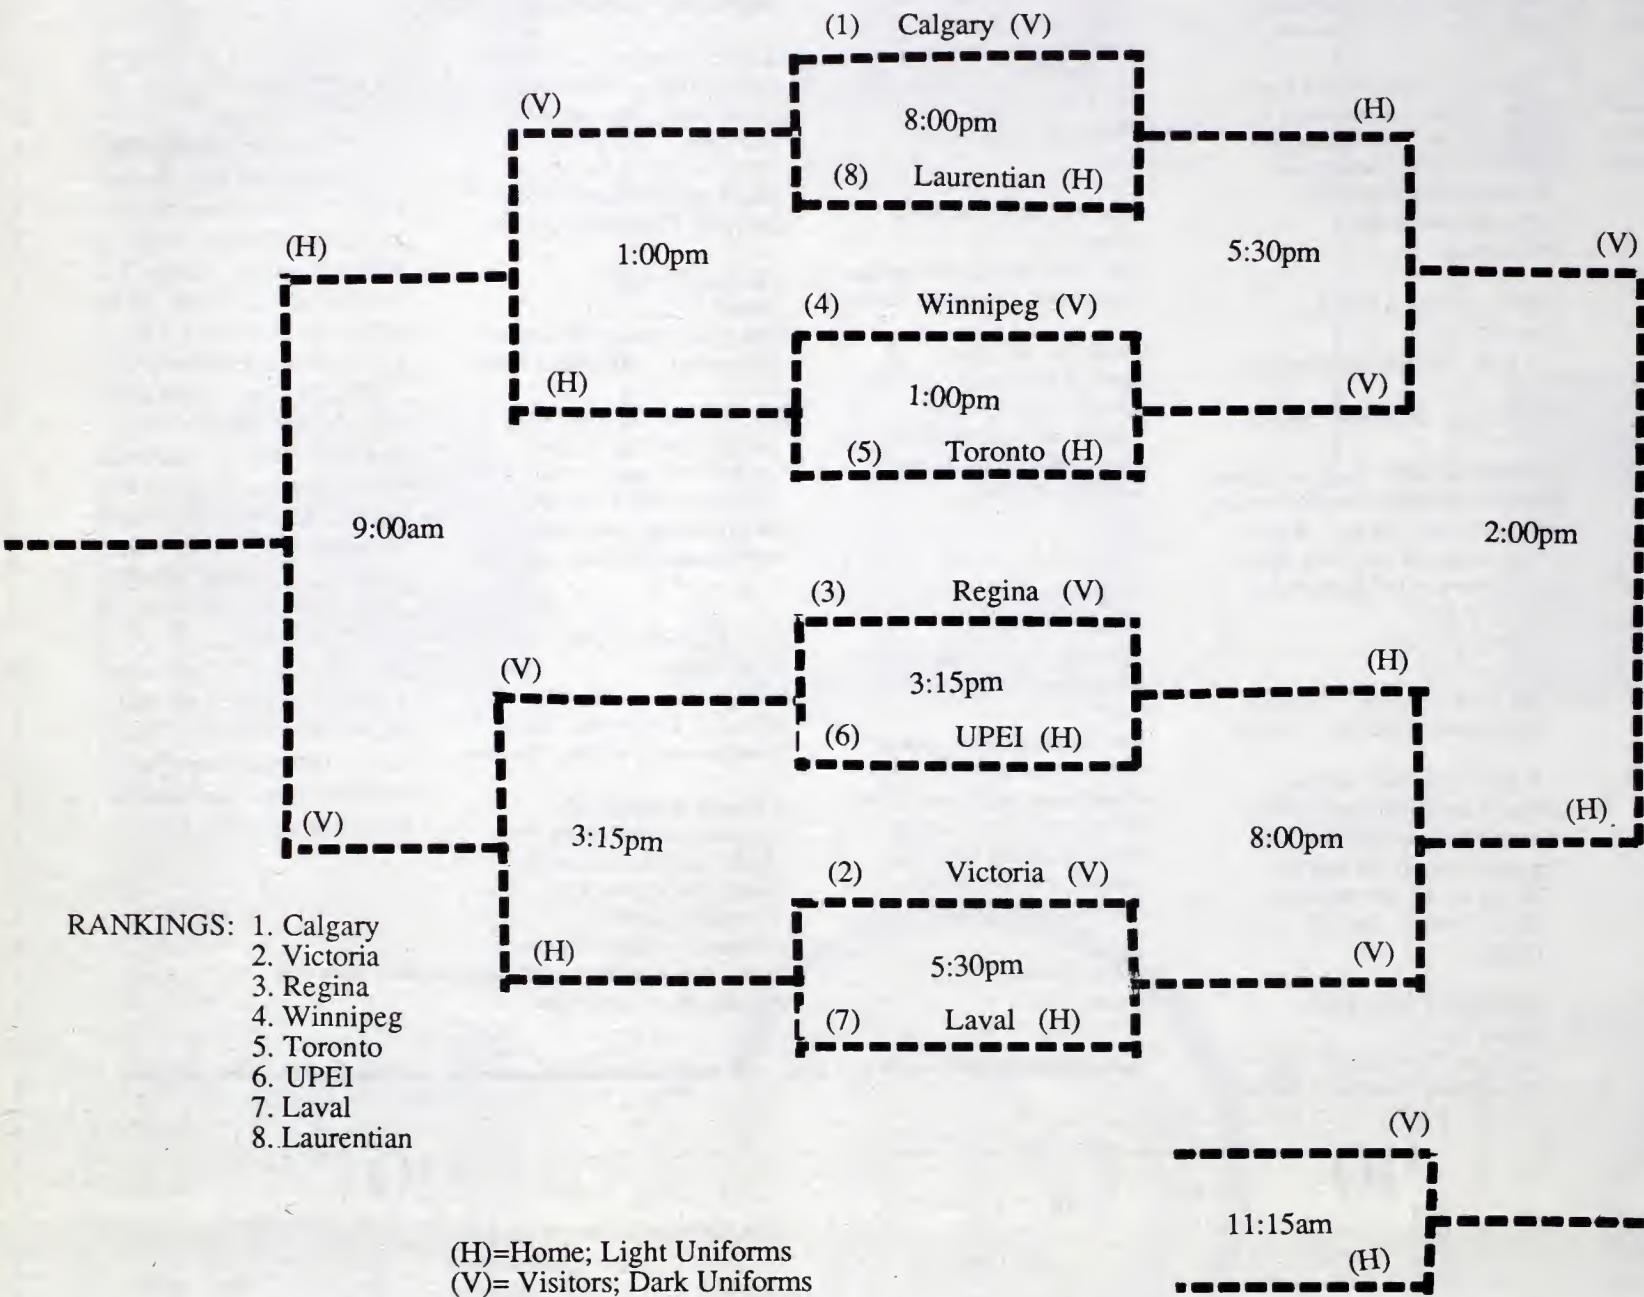 (1) Calgary (V)
(V)
8:00pm
(H)
(8) Laurentian (H)
(H)
1:00pm
5:30pm
(V)
(4) Winnipeg (V)
(H)
1:00pm
(V)
(5) Toronto (H)
9:00am
2:00pm
(3) Regina (V)
(V)
3:15pm
(H)
(6) UPEI (H)
(V)
3:15pm
8:00pm
(H)
(2) Victoria (V)
RANKINGS: 1. Calgary
2. Victoria
3. Regina
4. Winnipeg
5. Toronto
6. UPEI
7. Laval
8. Laurentian
(H)
5:30pm
(V)
(7) Laval (H)
(V)
11:15am
(H)
(H)=Home; Light Uniforms
(V)= Visitors; Dark Uniforms